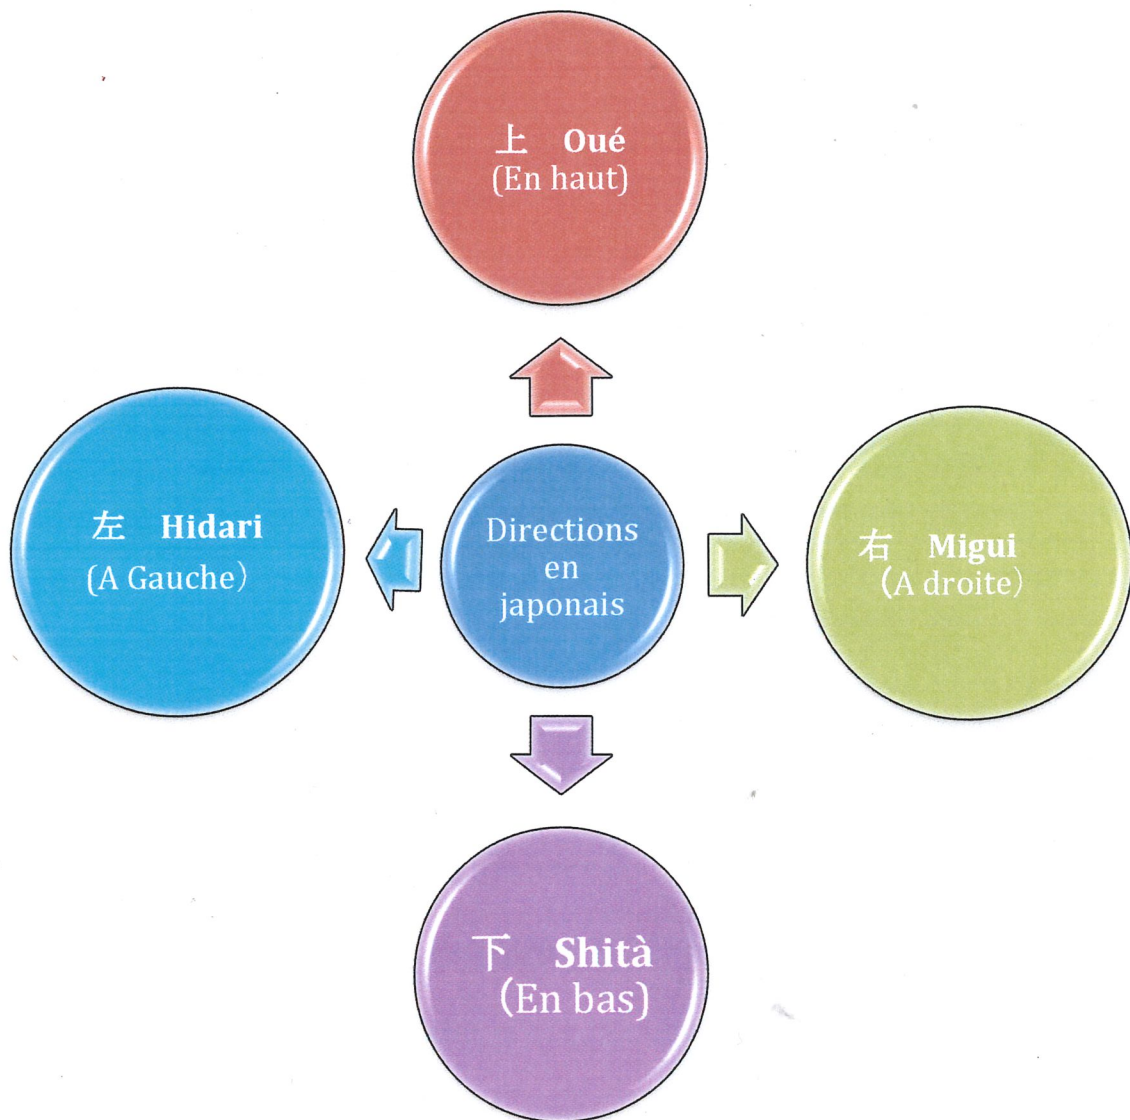 上　Oué
(En haut)
左　Hidari
(A Gauche）
Directions
en
japonais
右　Migui
（A droite）
下　Shità
（En bas)